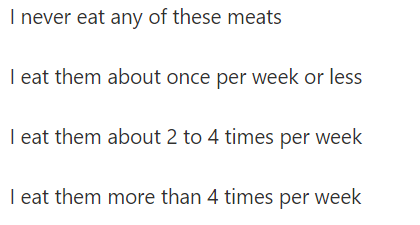 I never eat any of these meats
I eat them about once per week or less
I eat them about 2 to 4 times per week
I eat them more than 4 times per week